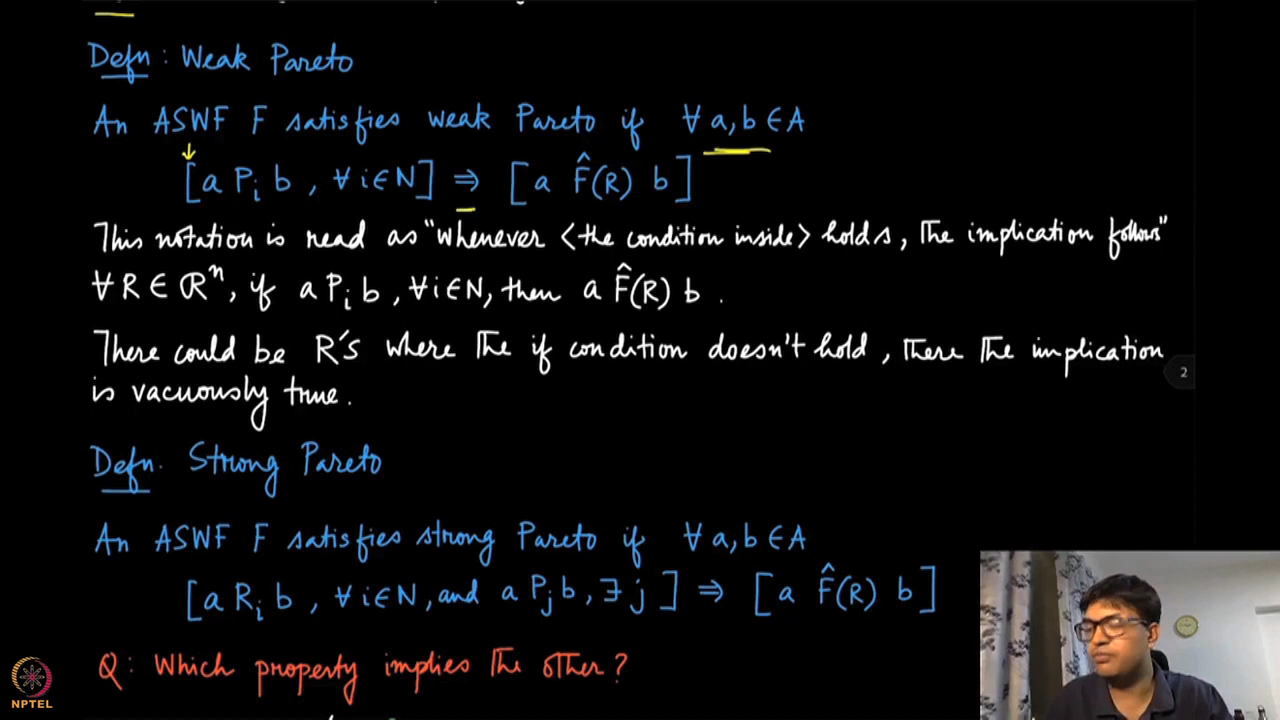 Defn : Weak Pareto
An ASWF F satisfies weak Pareto if ∀ a, b ∈ A
[a Pᵢ b , ∀ i ∈ N] ⇒ [a F̂(R) b]
This notation is read as "whenever <the condition inside> holds, the implication follows"
∀ R ∈ ℛⁿ, if a Pᵢ b , ∀ i ∈ N, then a F̂(R) b .
There could be R's where the if condition doesn't hold , there the implication
is vacuously true .
2
Defn. Strong Pareto
An ASWF F satisfies strong Pareto if ∀ a, b ∈ A
[a Rᵢ b , ∀ i ∈ N, and a Pⱼ b , ∃ j ] ⇒ [a F̂(R) b]
Q : Which property implies the other ?
NPTEL